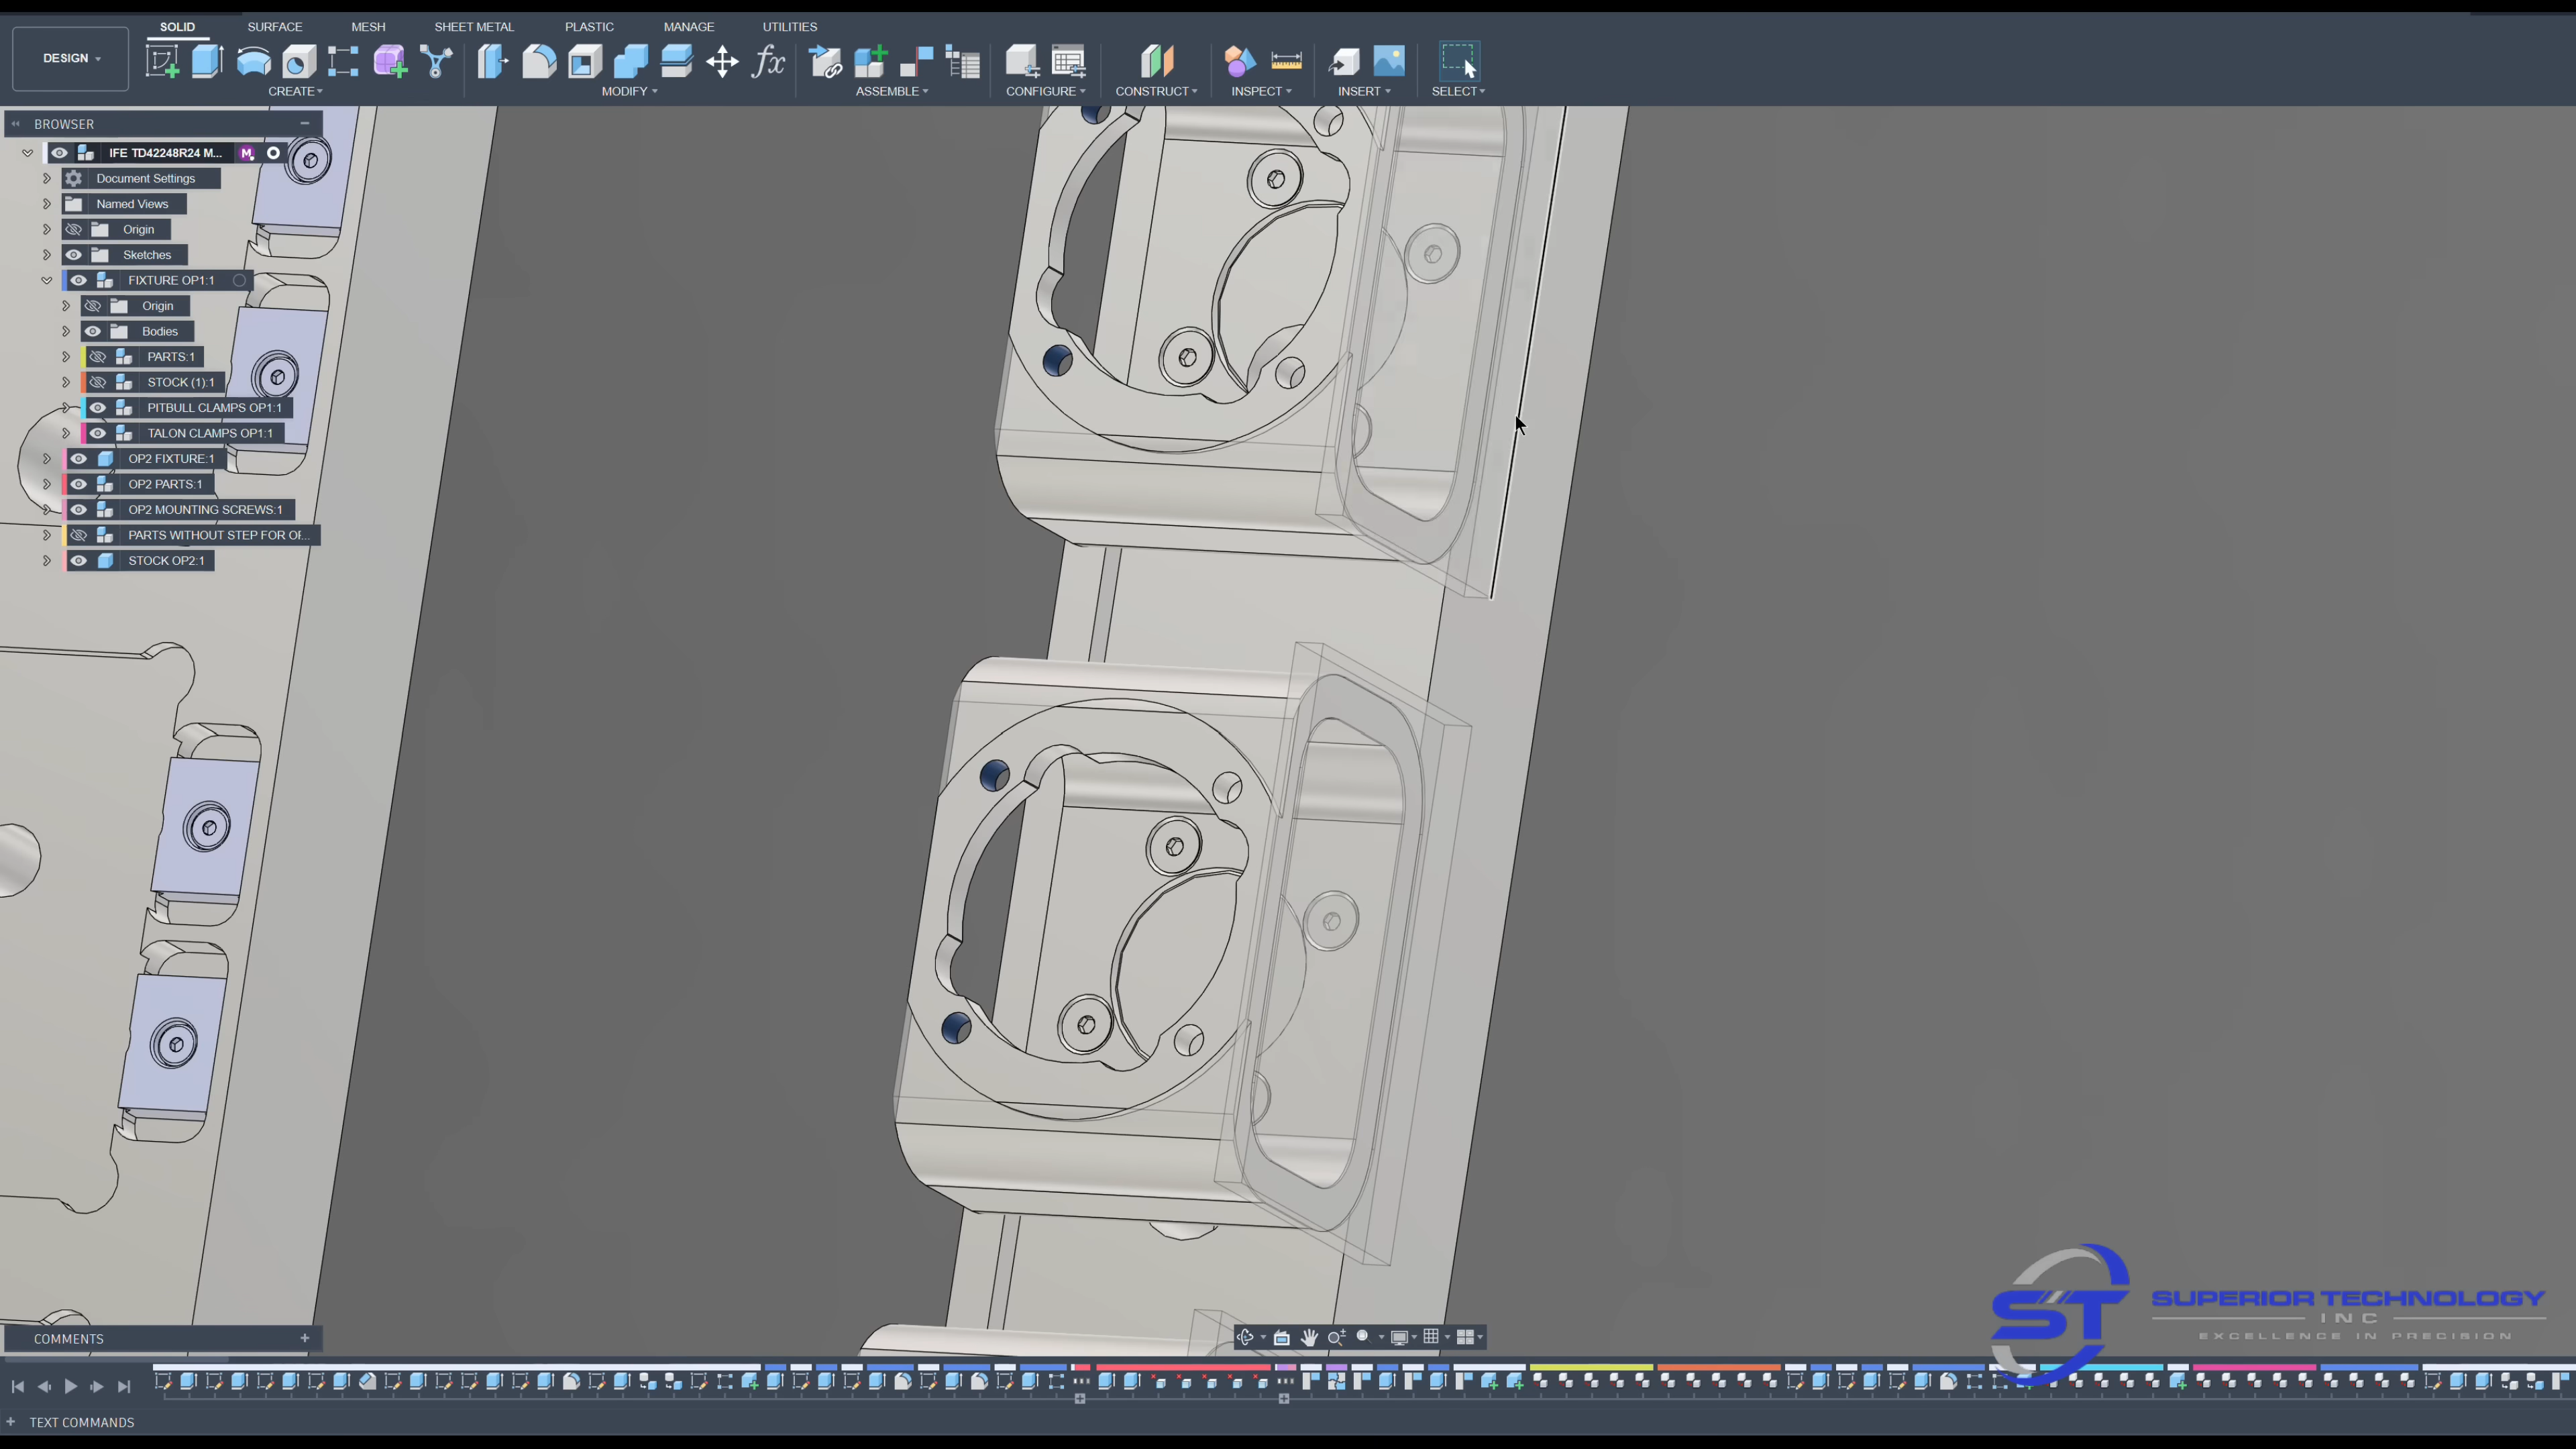 SOLID SURFACE MESH SHEET METAL PLASTIC MANAGE UTILITIES
DESIGN
fx
CREATE MODIFY ASSEMBLE CONFIGURE CONSTRUCT INSPECT INSERT SELECT
BROWSER
IFE TD42248R24 M... M
Document Settings
Named Views
Origin
Sketches
FIXTURE OP1:1
Origin
Bodies
PARTS:1
STOCK (1):1
PITBULL CLAMPS OP1:1
TALON CLAMPS OP1:1
OP2 FIXTURE:1
OP2 PARTS:1
OP2 MOUNTING SCREWS:1
PARTS WITHOUT STEP FOR OF...
STOCK OP2:1
ST SUPERIOR TECHNOLOGY
INC
EXCELLENCE IN PRECISION
COMMENTS
TEXT COMMANDS